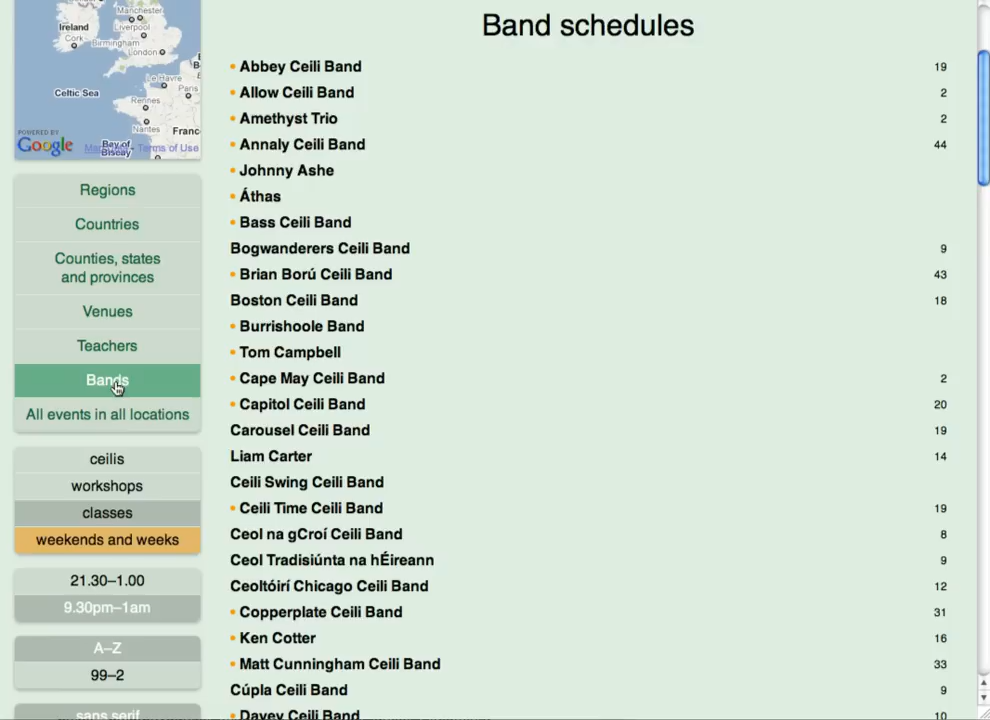 Manchester
Ireland
Liverpool
Cork
Birmingham
London
B
Le Havre
Celtic Sea
Paris
Rennes
Nantes
Franc
POWERED BY
Google
Bay of
Biscay
Terms of Use
Regions
Countries
Counties, states
and provinces
Venues
Teachers
Bands
All events in all locations
ceilis
workshops
classes
weekends and weeks
21.30–1.00
9.30pm–1am
A–Z
99–2
sans serif
Band schedules
• Abbey Ceili Band 19
• Allow Ceili Band 2
• Amethyst Trio 2
• Annaly Ceili Band 44
• Johnny Ashe
• Áthas
• Bass Ceili Band
Bogwanderers Ceili Band 9
• Brian Ború Ceili Band 43
Boston Ceili Band 18
• Burrishoole Band
• Tom Campbell
• Cape May Ceili Band 2
• Capitol Ceili Band 20
Carousel Ceili Band 19
Liam Carter 14
Ceili Swing Ceili Band
• Ceili Time Ceili Band 19
Ceol na gCroí Ceili Band 8
Ceol Tradisiúnta na hÉireann 9
Ceoltóirí Chicago Ceili Band 12
• Copperplate Ceili Band 31
• Ken Cotter 16
• Matt Cunningham Ceili Band 33
Cúpla Ceili Band 9
• Davey Ceili Band 10